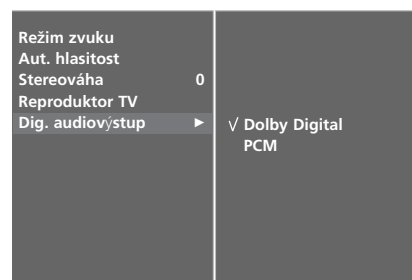 Režim zvuku
Aut. hlasitost
Stereováha 0
Reproduktor TV
Dig. audiovýstup ►
√ Dolby Digital
PCM